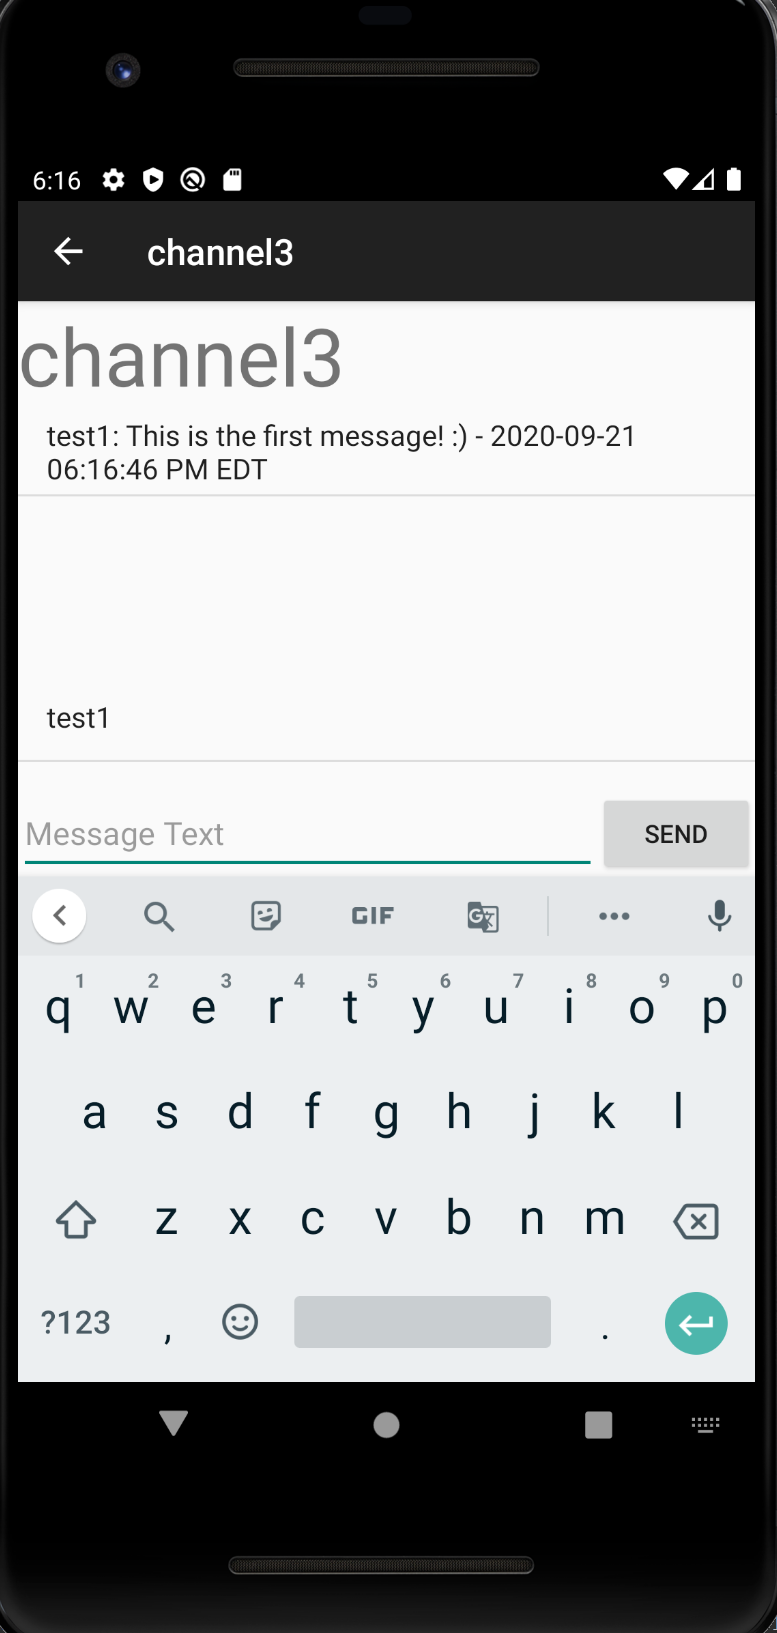 6:16
channel3
channel3
test1: This is the first message! :) - 2020-09-21
06:16:46 PM EDT
test1
Message Text SEND
GIF G
1 2 3 4 5 6 7 8 9 0
q w e r t y u i o p
a s d f g h j k l
z x c v b n m
?123 , .